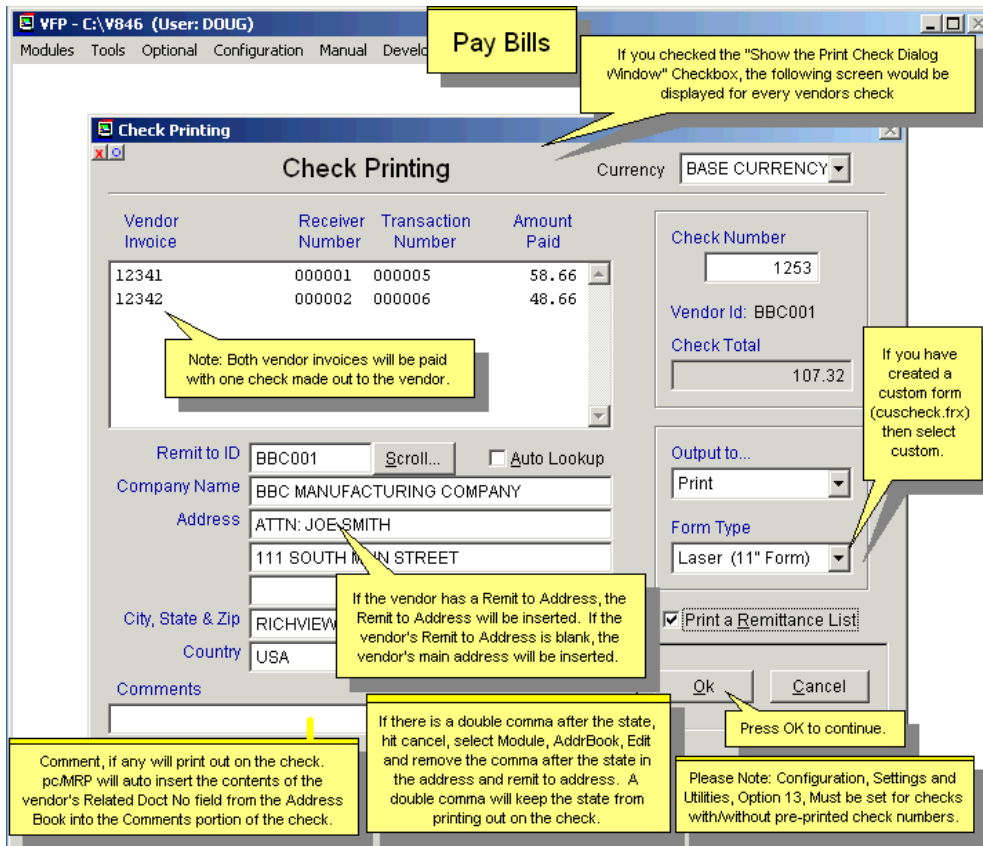 VFP - C:\V846 (User: DOUG)
Modules Tools Optional Configuration Manual
Pay Bills
If you checked the "Show the Print Check Dialog
Window" Checkbox, the following screen would be
displayed for every vendors check
Check Printing
Check Printing
Currency BASE CURRENCY
Vendor Receiver Transaction Amount
Invoice Number Number Paid
12341 000001 000005 58.66
12342 000002 000006 48.66
Note: Both vendor invoices will be paid
with one check made out to the vendor.
Check Number
1253
Vendor Id: BBC001
Check Total
107.32
If you have
created a
custom form
(cuscheck.frx)
then select
custom.
Remit to ID BBC001 Scroll... Auto Lookup
Company Name BBC MANUFACTURING COMPANY
Address ATTN: JOE SMITH
111 SOUTH MAIN STREET
If the vendor has a Remit to Address, the
Remit to Address will be inserted. If the
vendor's Remit to Address is blank, the
vendor's main address will be inserted.
City, State & Zip RICHVIEW
Country USA
Output to...
Print
Form Type
Laser (11" Form)
Print a Remittance List
Ok Cancel
Press OK to continue.
Comments
Comment, if any will print out on the check.
pc/MRP will auto insert the contents of the
vendor's Related Doct No field from the Address
Book into the Comments portion of the check.
If there is a double comma after the state,
hit cancel, select Module, AddrBook, Edit
and remove the comma after the state in
the address and remit to address. A
double comma will keep the state from
printing out on the check.
Please Note: Configuration, Settings and
Utilities, Option 13, Must be set for checks
with/without pre-printed check numbers.